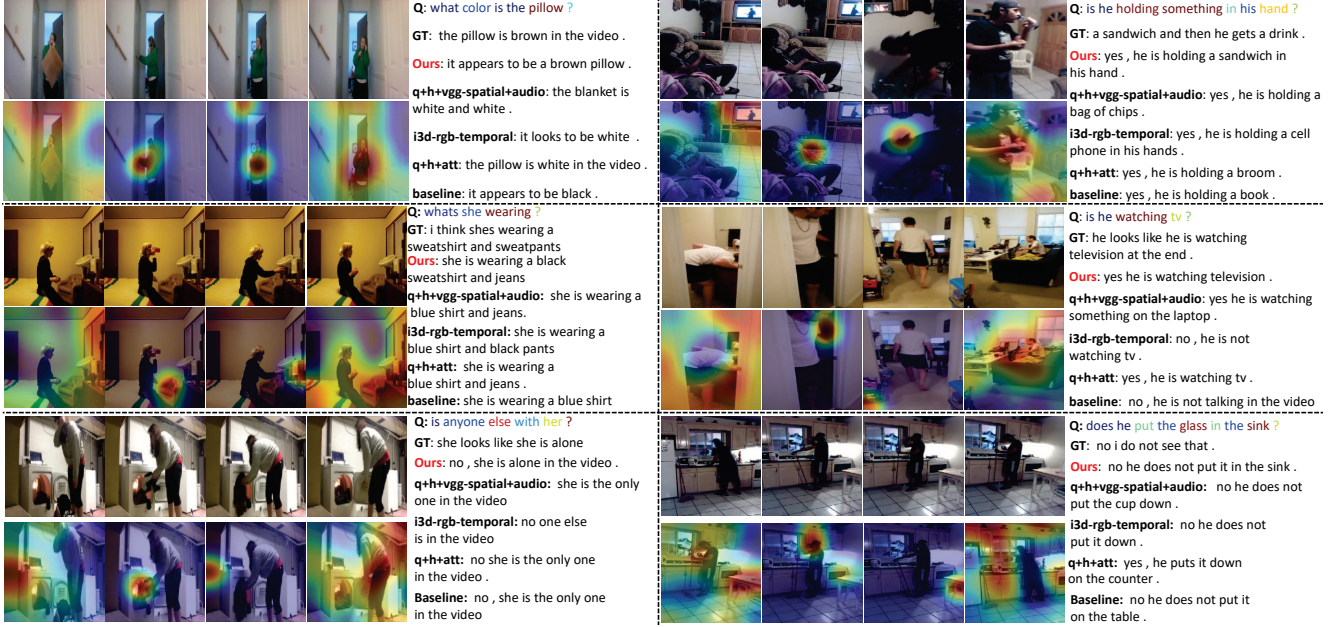 Q: what color is the pillow ?
GT: the pillow is brown in the video .
Ours: it appears to be a brown pillow .
q+h+vgg-spatial+audio: the blanket is
white and white .
i3d-rgb-temporal: it looks to be white .
q+h+att: the pillow is white in the video .
baseline: it appears to be black .
Q: is he holding something in his hand ?
GT: a sandwich and then he gets a drink .
Ours: yes , he is holding a sandwich in
his hand .
q+h+vgg-spatial+audio: yes , he is holding a
bag of chips .
i3d-rgb-temporal: yes , he is holding a cell
phone in his hands .
q+h+att: yes , he is holding a broom .
baseline: yes , he is holding a book .
Q: whats she wearing ?
GT: i think shes wearing a
sweatshirt and sweatpants
Ours: she is wearing a black
sweatshirt and jeans
q+h+vgg-spatial+audio: she is wearing a
blue shirt and jeans.
i3d-rgb-temporal: she is wearing a
blue shirt and black pants
q+h+att: she is wearing a
blue shirt and jeans .
baseline: she is wearing a blue shirt
Q: is he watching tv ?
GT: he looks like he is watching
television at the end .
Ours: yes he is watching television .
q+h+vgg-spatial+audio: yes he is watching
something on the laptop .
i3d-rgb-temporal: no , he is not
watching tv .
q+h+att: yes , he is watching tv .
baseline: no , he is not talking in the video
Q: is anyone else with her ?
GT: she looks like she is alone
Ours: no , she is alone in the video .
q+h+vgg-spatial+audio: she is the only
one in the video
i3d-rgb-temporal: no one else
is in the video
q+h+att: no she is the only one
in the video .
Baseline: no , she is the only one
in the video
Q: does he put the glass in the sink ?
GT: no i do not see that .
Ours: no he does not put it in the sink .
q+h+vgg-spatial+audio: no he does not
put the cup down .
i3d-rgb-temporal: no he does not
put it down .
q+h+att: yes , he puts it down
on the counter .
Baseline: no he does not put it
on the table .